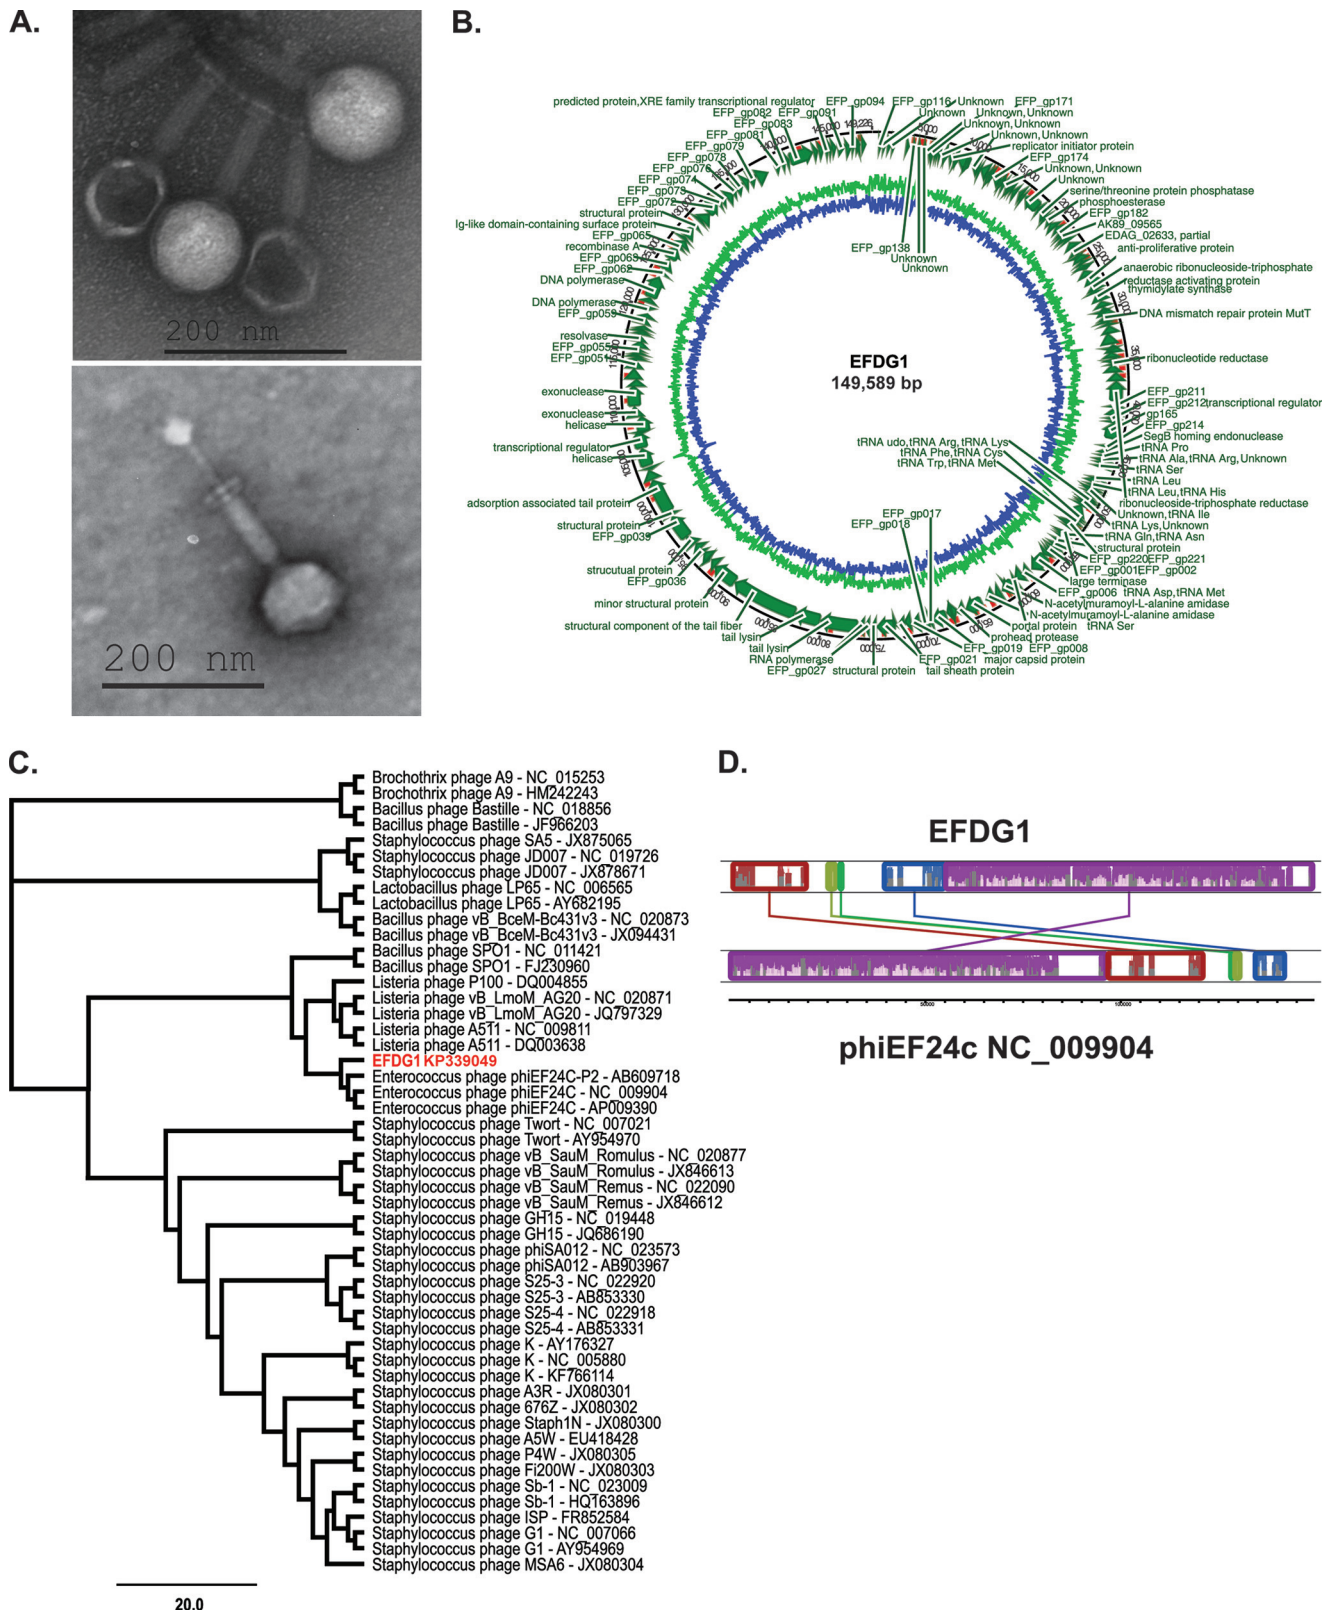 A.
200 nm
200 nm
B.
predicted protein,XRE family transcriptional regulator
EFP_gp094
EFP_gp116
Unknown
EFP_gp171
EFP_gp082
EFP_gp091
Unknown
Unknown, Unknown
EFP_gp083
Unknown, Unknown
EFP_gp081
Unknown, Unknown
EFP_gp079
replicator initiator protein
EFP_gp078
EFP_gp174
EFP_gp076
Unknown, Unknown
EFP_gp074
Unknown
EFP_gp073
serine/threonine protein phosphatase
EFP_gp072
phosphoesterase
structural protein
EFP_gp182
Ig-like domain-containing surface protein
AK89_09565
EFP_gp065
EDAG_02633, partial
recombinase A
anti-proliferative protein
EFP_gp063
EFP_gp062
anaerobic ribonucleoside-triphosphate
DNA polymerase
reductase activating protein
thymidylate synthase
DNA polymerase
EFP_gp059
DNA mismatch repair protein MutT
resolvase
EFP_gp055
EFP_gp051
ribonucleotide reductase
exonuclease
EFP_gp211
EFP_gp212
transcriptional regulator
exonuclease
gp165
helicase
EFP_gp214
SegB homing endonuclease
transcriptional regulator
tRNA Pro
helicase
tRNA Ala, tRNA Arg, Unknown
tRNA Ser
tRNA Leu
tRNA Leu, tRNA His
adsorption associated tail protein
ribonucleoside-triphosphate reductase
Unknown, tRNA Ile
structural protein
tRNA Lys, Unknown
EFP_gp039
tRNA Gln, tRNA Asn
structural protein
EFP_gp220
EFP_gp221
strucutual protein
EFP_gp001
EFP_gp002
EFP_gp036
large terminase
EFP_gp006
tRNA Asp, tRNA Met
minor structural protein
N-acetylmuramoyl-L-alanine amidase
N-acetylmuramoyl-L-alanine amidase
structural component of the tail fiber
portal protein
tRNA Ser
tail lysin
prohead protease
tail lysin
EFP_gp019
EFP_gp008
RNA polymerase
EFP_gp021
major capsid protein
EFP_gp027
structural protein
tail sheath protein
EFP_gp138
Unknown
Unknown
EFDG1
149,589 bp
tRNA udo, tRNA Arg, tRNA Lys
tRNA Phe, tRNA Cys
tRNA Trp, tRNA Met
EFP_gp017
EFP_gp018
C.
Brochothrix phage A9 - NC_015253
Brochothrix phage A9 - HM242243
Bacillus phage Bastille - NC_018856
Bacillus phage Bastille - JF966203
Staphylococcus phage SA5 - JX875065
Staphylococcus phage JD007 - NC_019726
Staphylococcus phage JD007 - JX878671
Lactobacillus phage LP65 - NC_006565
Lactobacillus phage LP65 - AY682195
Bacillus phage vB_BceM-Bc431v3 - NC_020873
Bacillus phage vB_BceM-Bc431v3 - JX094431
Bacillus phage SPO1 - NC_011421
Bacillus phage SPO1 - FJ230960
Listeria phage P100 - DQ004855
Listeria phage vB_LmoM_AG20 - NC_020871
Listeria phage vB_LmoM_AG20 - JQ797329
Listeria phage A511 - NC_009811
Listeria phage A511 - DQ003638
EFDG1 KP339049
Enterococcus phage phiEF24C-P2 - AB609718
Enterococcus phage phiEF24C - NC_009904
Enterococcus phage phiEF24C - AP009390
Staphylococcus phage Twort - NC_007021
Staphylococcus phage Twort - AY954970
Staphylococcus phage vB_SauM_Romulus - NC_020877
Staphylococcus phage vB_SauM_Romulus - JX846613
Staphylococcus phage vB_SauM_Remus - NC_022090
Staphylococcus phage vB_SauM_Remus - JX846612
Staphylococcus phage GH15 - NC_019448
Staphylococcus phage GH15 - JQ686190
Staphylococcus phage phiSA012 - NC_023573
Staphylococcus phage phiSA012 - AB903967
Staphylococcus phage S25-3 - NC_022920
Staphylococcus phage S25-3 - AB853330
Staphylococcus phage S25-4 - NC_022918
Staphylococcus phage S25-4 - AB853331
Staphylococcus phage K - AY176327
Staphylococcus phage K - NC_005880
Staphylococcus phage K - KF766114
Staphylococcus phage A3R - JX080301
Staphylococcus phage 676Z - JX080302
Staphylococcus phage Staph1N - JX080300
Staphylococcus phage A5W - EU418428
Staphylococcus phage P4W - JX080305
Staphylococcus phage Fi200W - JX080303
Staphylococcus phage Sb-1 - NC_023009
Staphylococcus phage Sb-1 - HQ163896
Staphylococcus phage ISP - FR852584
Staphylococcus phage G1 - NC_007066
Staphylococcus phage G1 - AY954969
Staphylococcus phage MSA6 - JX080304
20.0
D.
EFDG1
50000
100000
phiEF24c NC_009904